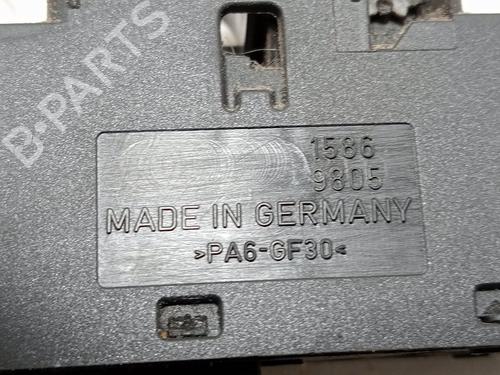 B-PARTS
1586
9805
MADE IN GERMANY
>PA6-GF30<